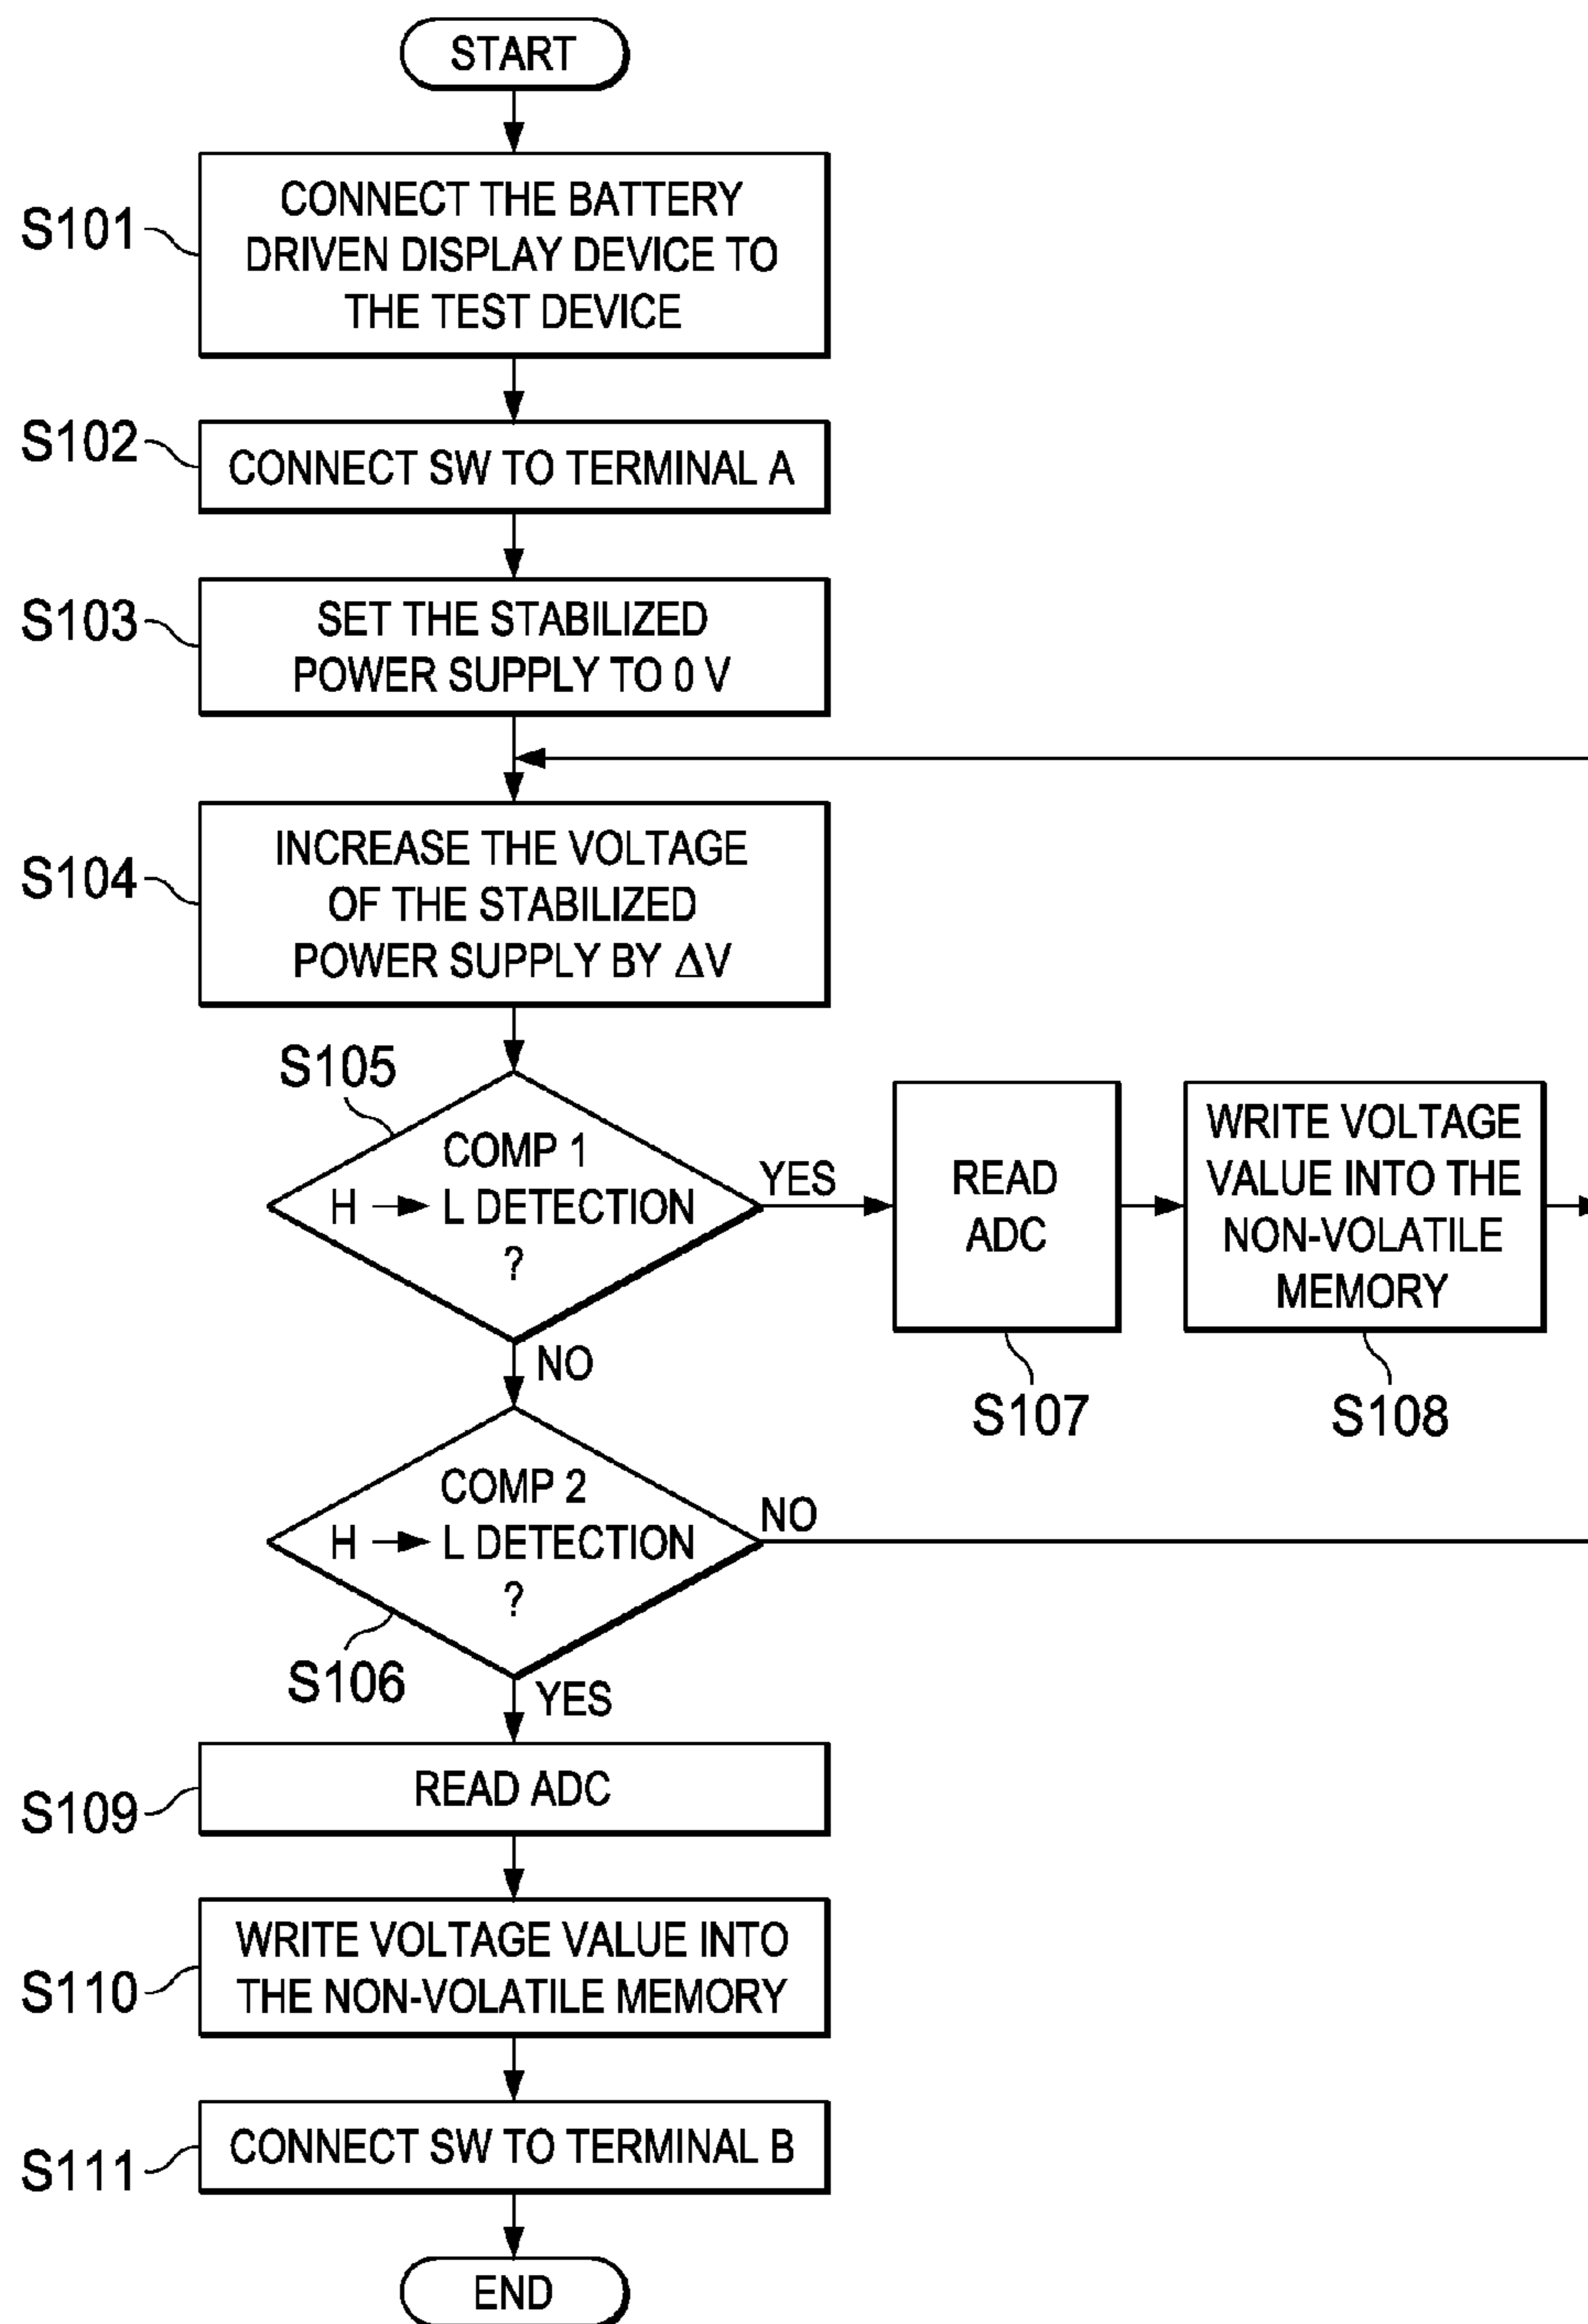 START
S101
CONNECT THE BATTERY
DRIVEN DISPLAY DEVICE TO
THE TEST DEVICE
S102
CONNECT SW TO TERMINAL A
S103
SET THE STABILIZED
POWER SUPPLY TO 0 V
S104
INCREASE THE VOLTAGE
OF THE STABILIZED
POWER SUPPLY BY ΔV
S105
COMP 1
H → L DETECTION
?
YES
READ
ADC
S107
WRITE VOLTAGE
VALUE INTO THE
NON-VOLATILE
MEMORY
S108
NO
COMP 2
H → L DETECTION
?
NO
S106
YES
S109
READ ADC
S110
WRITE VOLTAGE VALUE INTO
THE NON-VOLATILE MEMORY
S111
CONNECT SW TO TERMINAL B
END